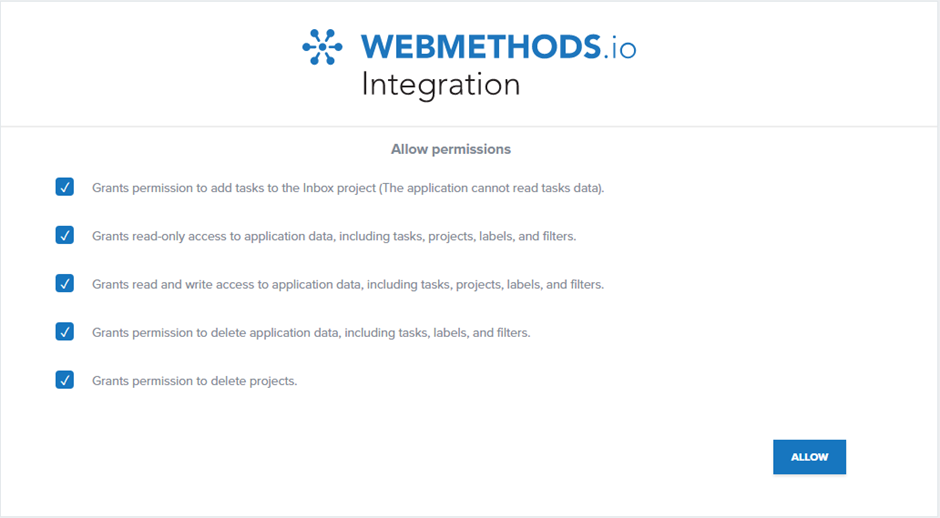 WEBMETHODS.io
Integration
Allow permissions
Grants permission to add tasks to the Inbox project (The application cannot read tasks data).
Grants read-only access to application data, including tasks, projects, labels, and filters.
Grants read and write access to application data, including tasks, projects, labels, and filters.
Grants permission to delete application data, including tasks, labels, and filters.
Grants permission to delete projects.
ALLOW